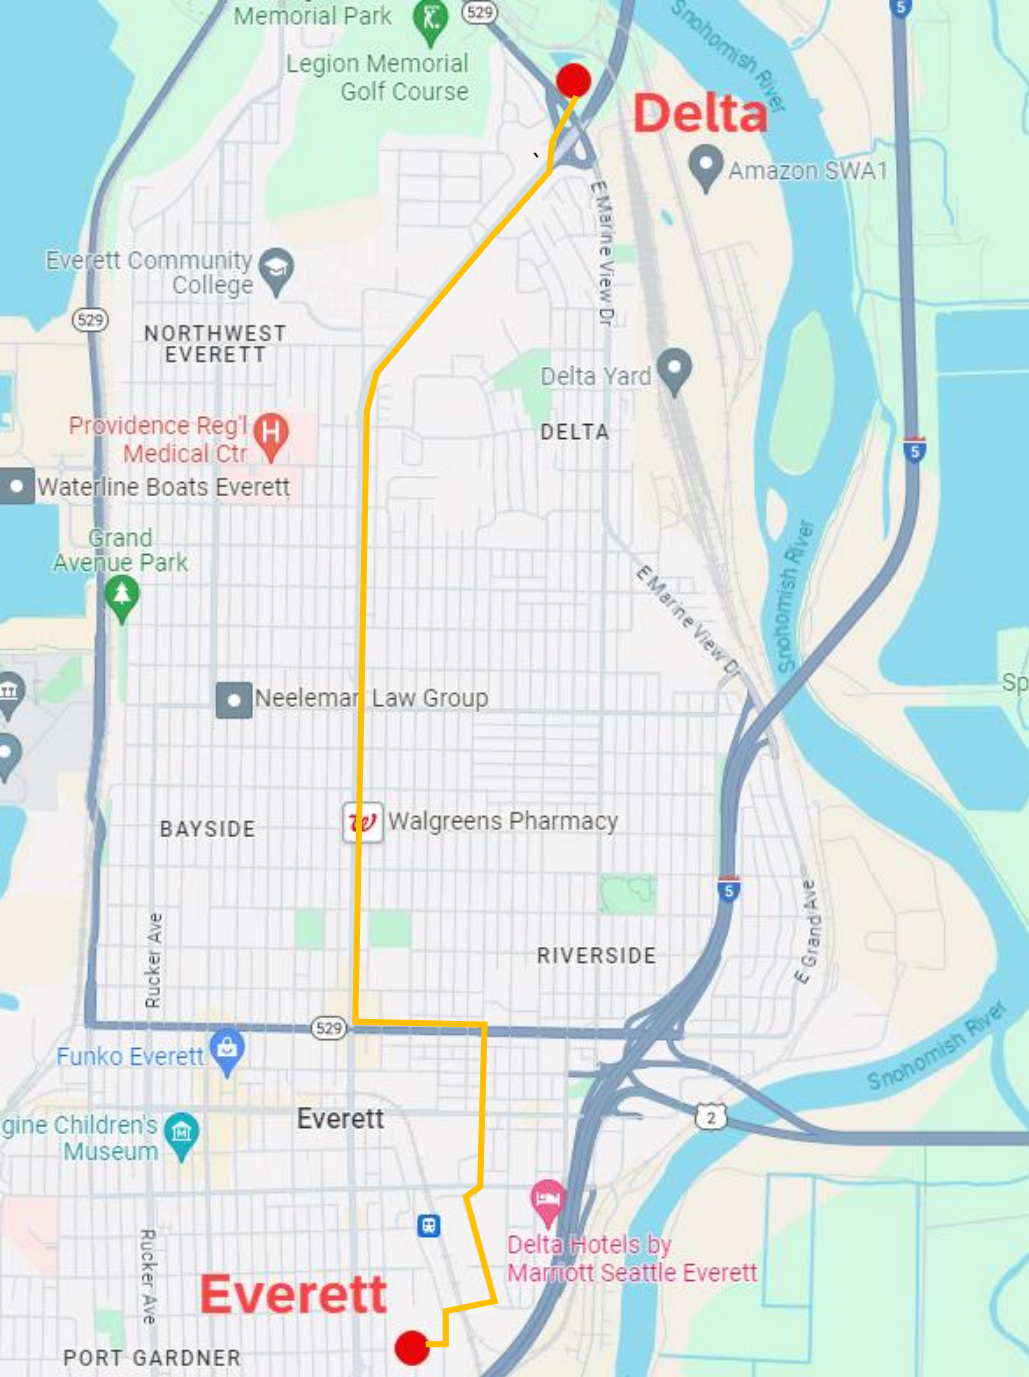 Memorial Park
529
5
Legion Memorial
Golf Course
Snohomish River
Delta
`
Amazon SWA1
E Marine View Dr
Everett Community
College
529
NORTHWEST
EVERETT
Delta Yard
Providence Reg'l
Medical Ctr
H
DELTA
5
Waterline Boats Everett
Grand
Avenue Park
Snohomish River
E Marine View Dr
Neeleman Law Group
Sp
W
Walgreens Pharmacy
BAYSIDE
5
E Grand Ave
Rucker Ave
RIVERSIDE
529
Snohomish River
Funko Everett
Everett
2
gine Children's
Museum
Rucker Ave
Delta Hotels by
Marriott Seattle Everett
Everett
PORT GARDNER